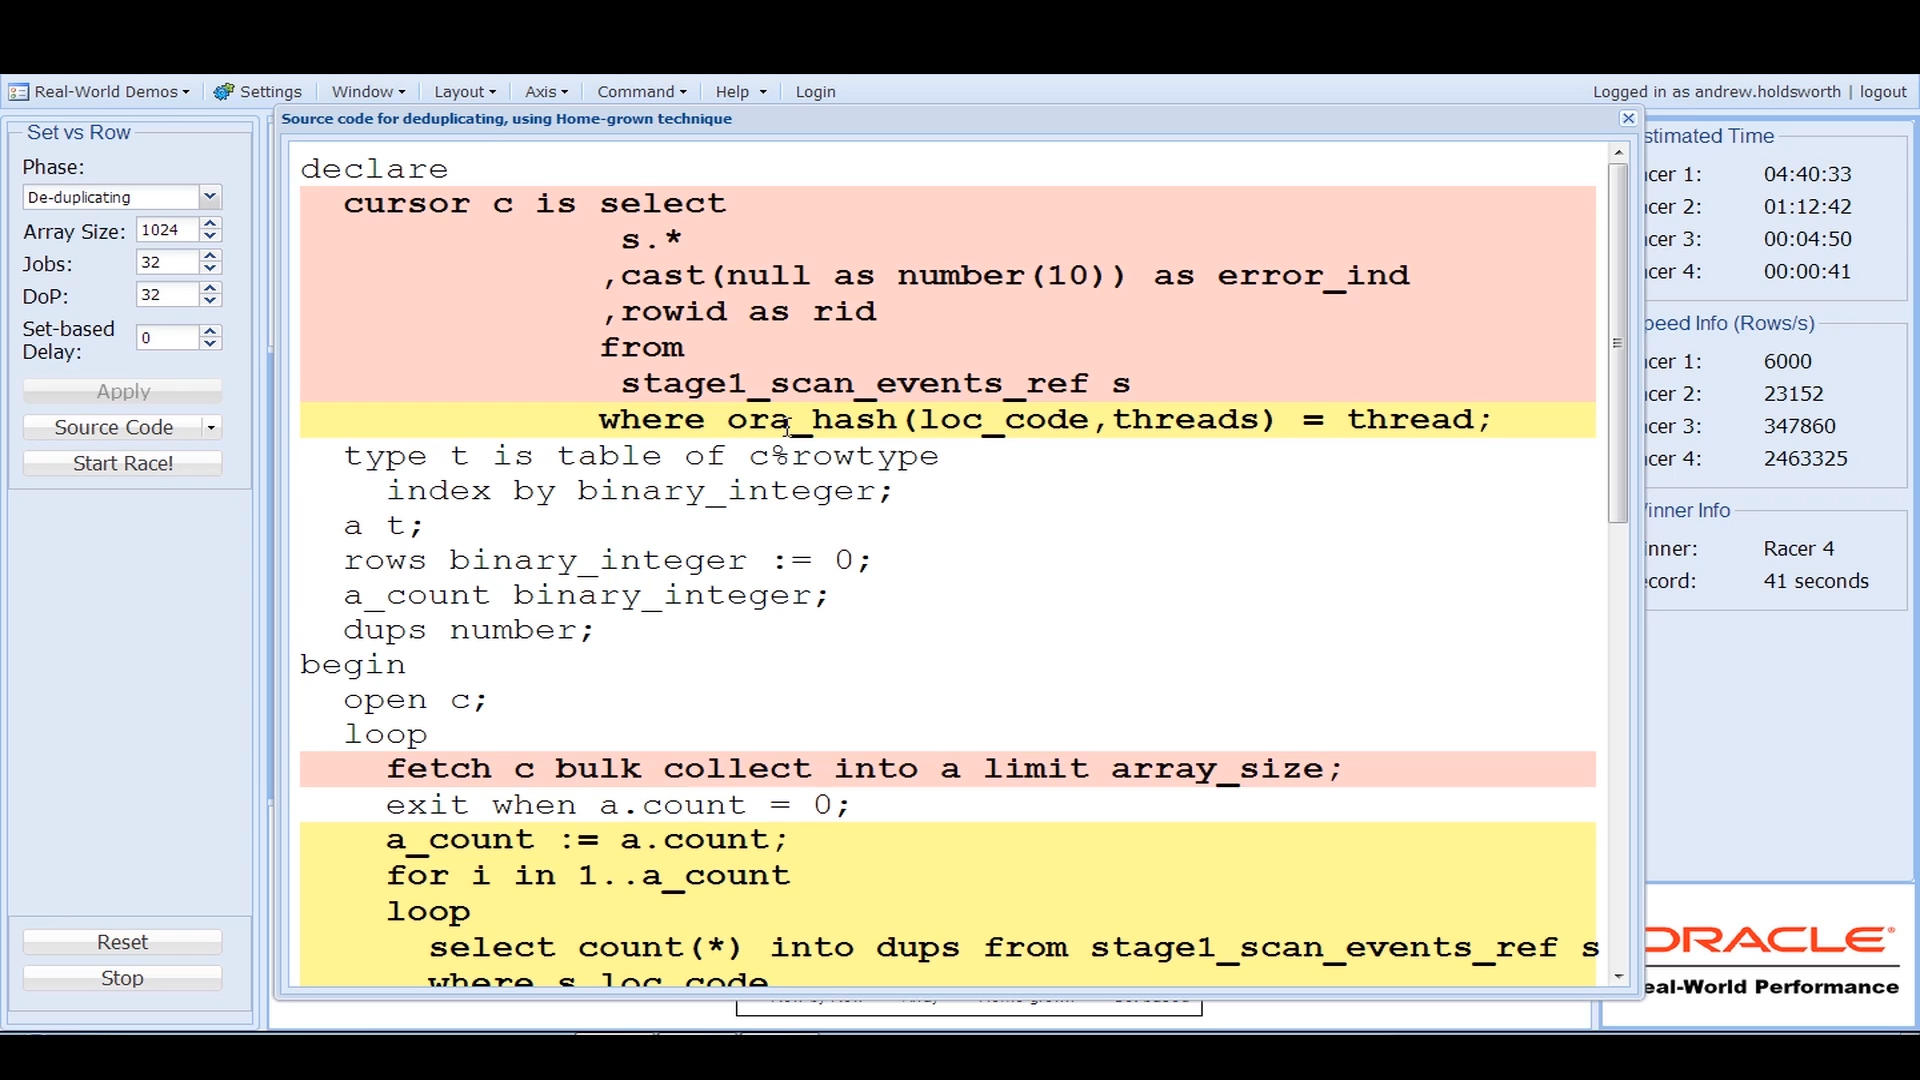 Real-World Demos
Settings
Window
Layout
Axis
Command
Help
Login
Logged in as andrew.holdsworth | logout
Set vs Row
Phase:
De-duplicating
Array Size: 1024
Jobs: 32
DoP: 32
Set-based
Delay: 0
Apply
Source Code
Start Race!
Reset
Stop
Source code for deduplicating, using Home-grown technique
declare
cursor c is select
s.*
,cast(null as number(10)) as error_ind
,rowid as rid
from
stage1_scan_events_ref s
where ora_hash(loc_code,threads) = thread;
type t is table of c%rowtype
index by binary_integer;
a t;
rows binary_integer := 0;
a_count binary_integer;
dups number;
begin
open c;
loop
fetch c bulk collect into a limit array_size;
exit when a.count = 0;
a_count := a.count;
for i in 1..a_count
loop
select count(*) into dups from stage1_scan_events_ref s
where s.loc_code
stimated Time
cer 1: 04:40:33
cer 2: 01:12:42
cer 3: 00:04:50
cer 4: 00:00:41
peed Info (Rows/s)
cer 1: 6000
cer 2: 23152
cer 3: 347860
cer 4: 2463325
inner Info
nner: Racer 4
cord: 41 seconds
ORACLE
eal-World Performance